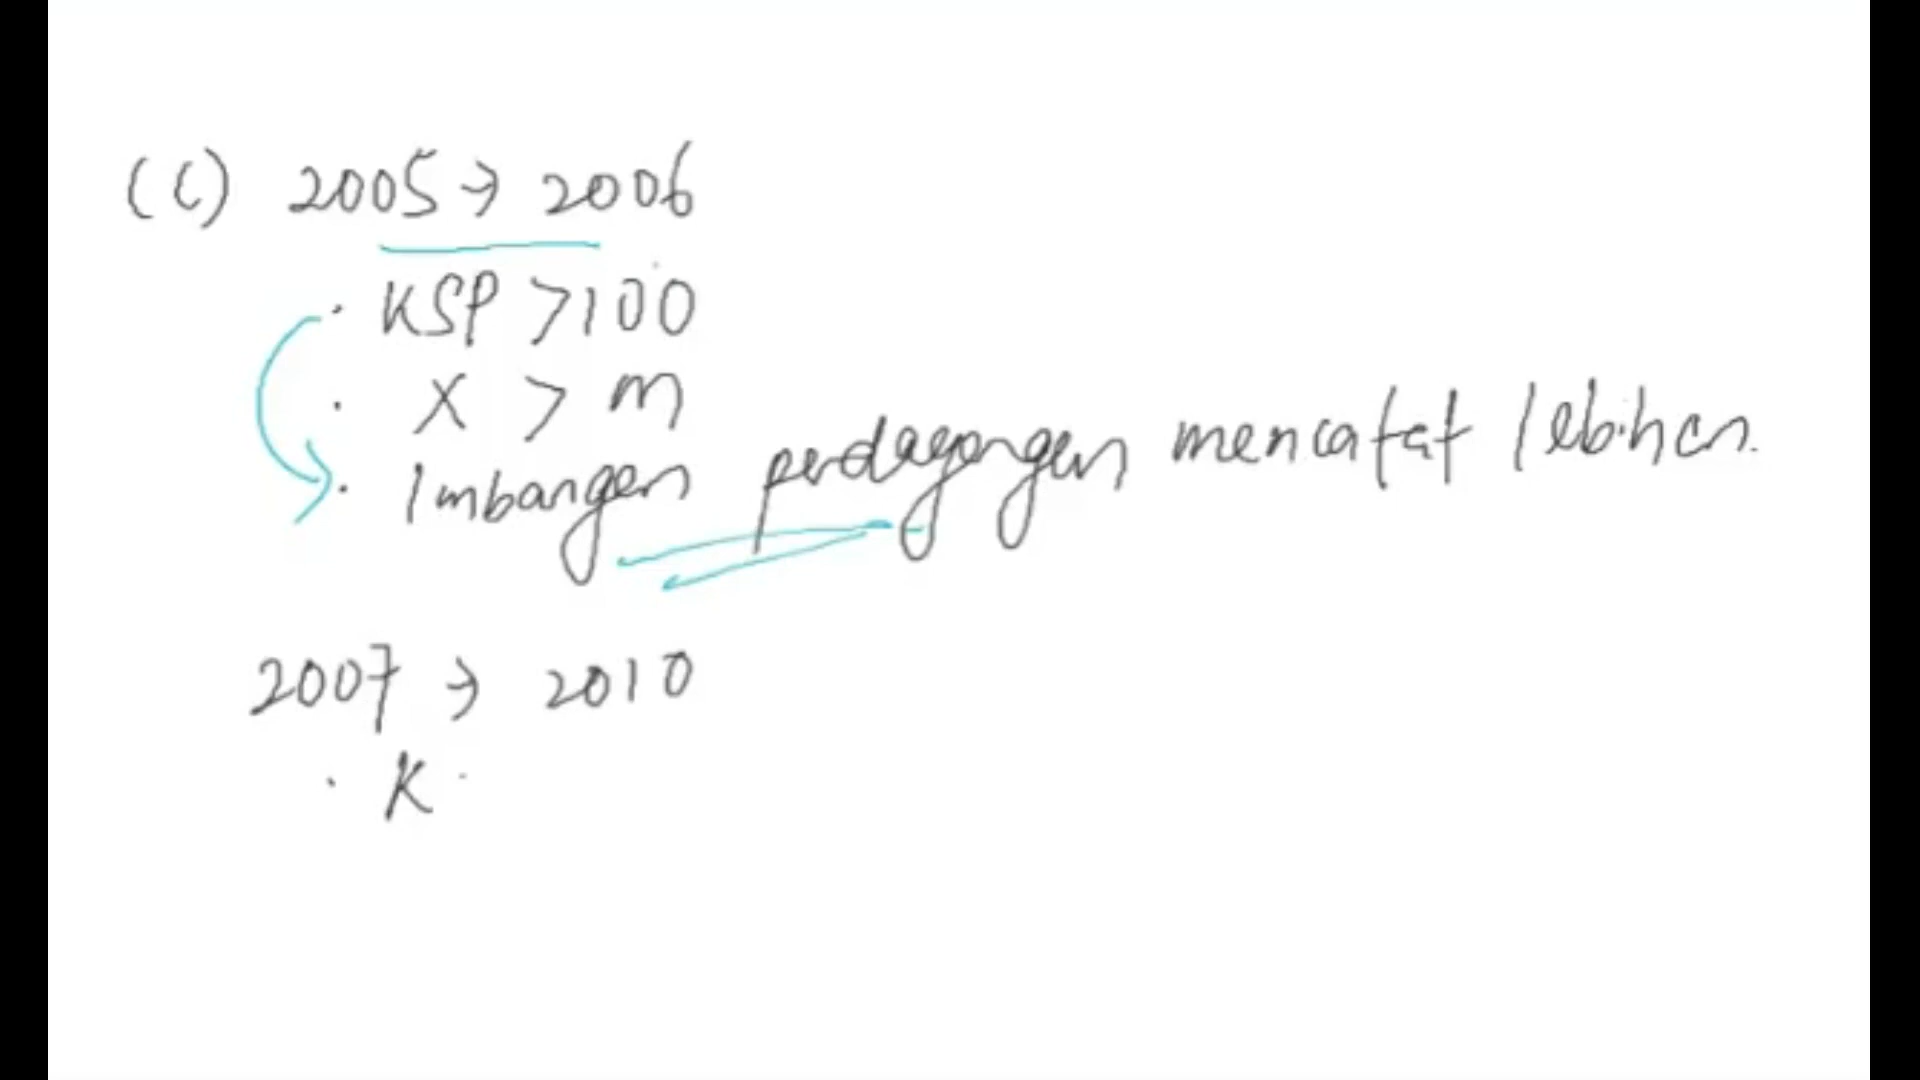 (c) 2005 → 2006
· KSP > 100
· X > m
· Imbangan perdagangan mencatat lebihan.
2007 → 2010
· K